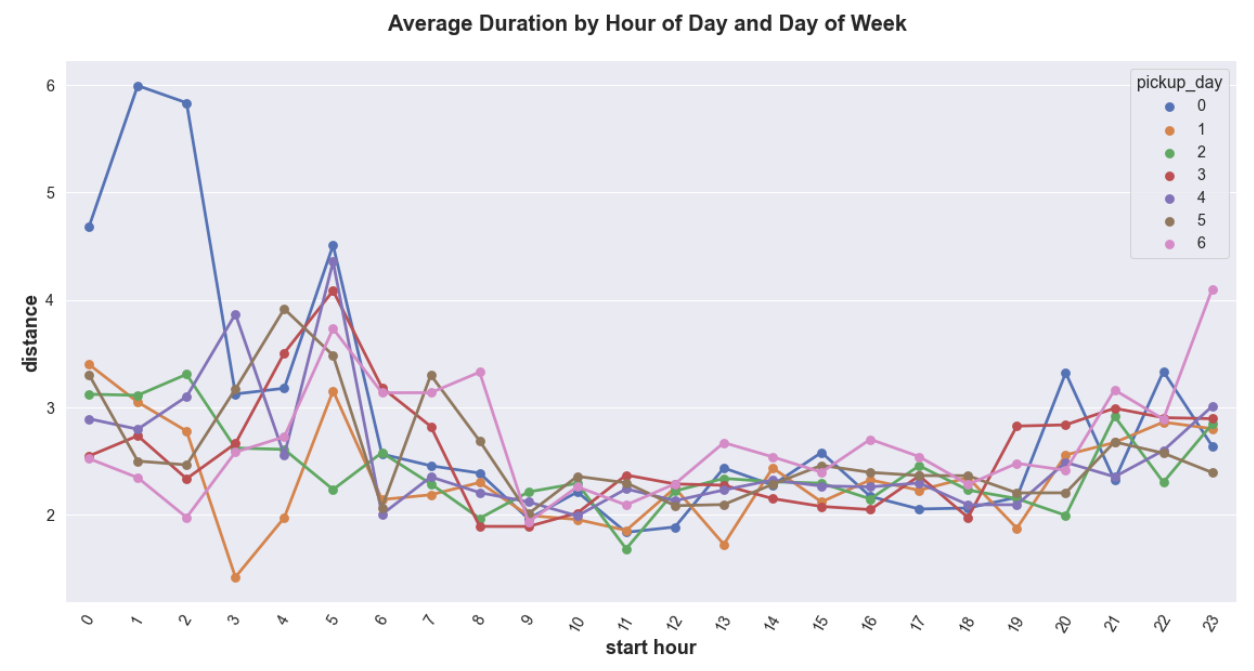 Average Duration by Hour of Day and Day of Week
pickup_day
0
1
2
3
4
5
6
6
5
4
3
2
distance
0 1 2 3 4 5 6 7 8 9 10 11 12 13 14 15 16 17 18 19 20 21 22 23
start hour